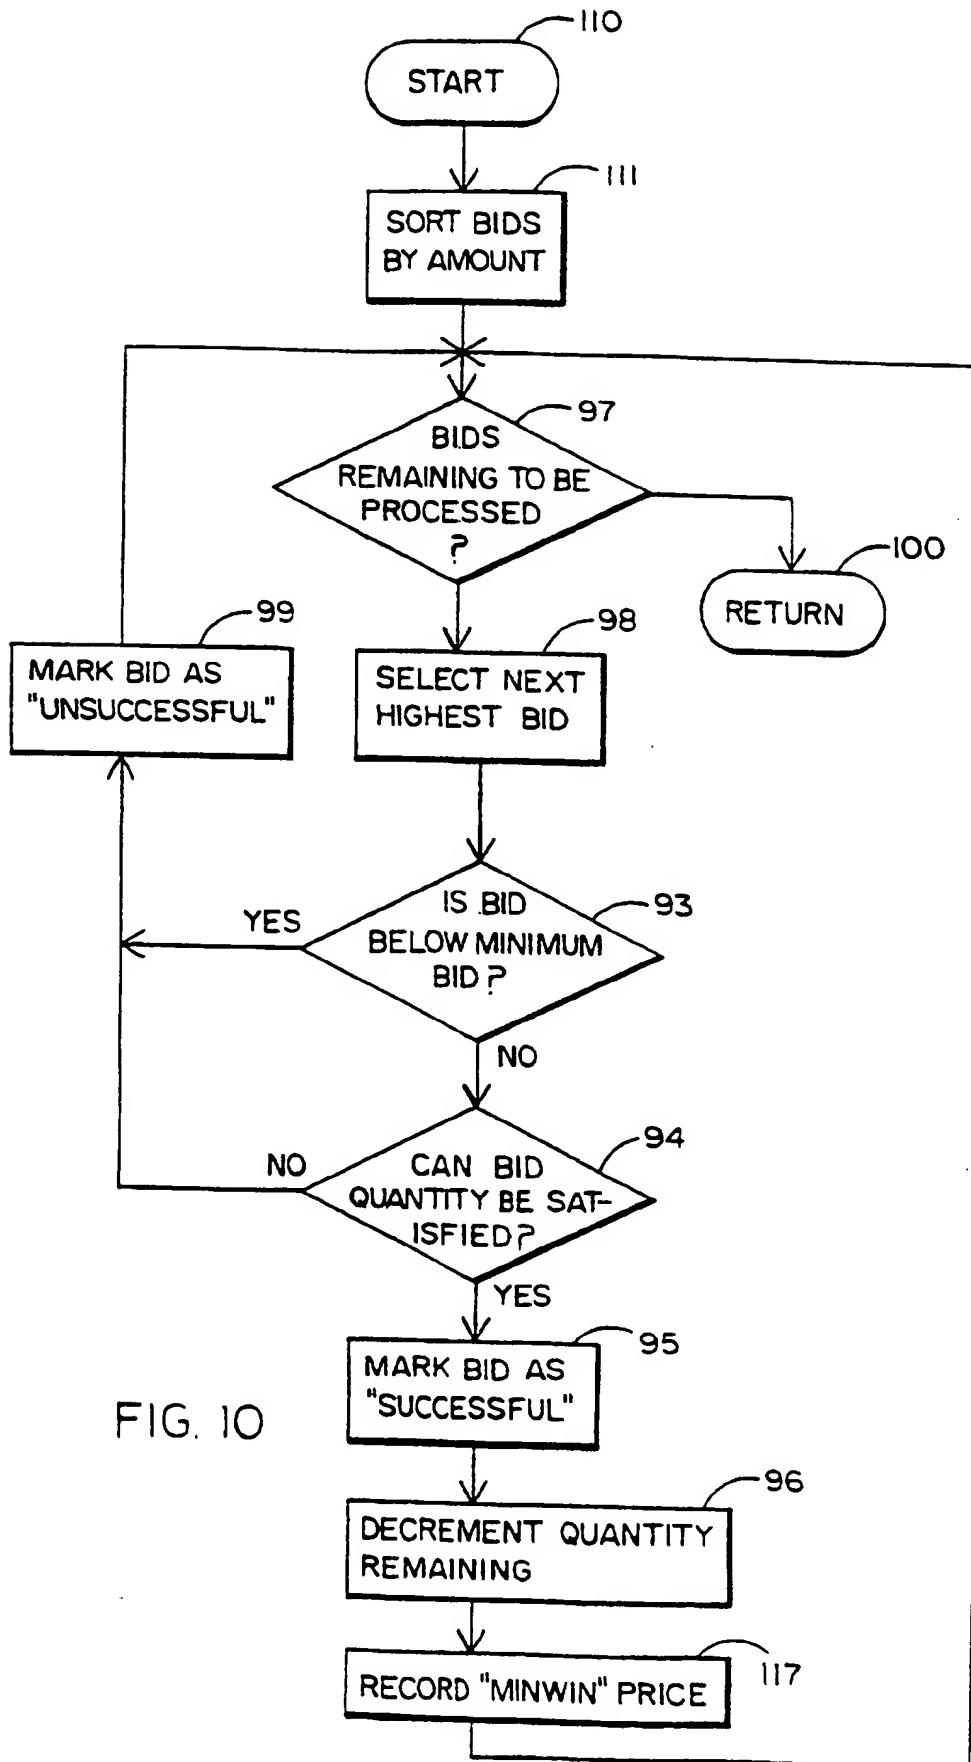 110
START
111
SORT BIDS
BY AMOUNT
97
BIDS
REMAINING TO BE
PROCESSED
?
100
RETURN
99
MARK BID AS
"UNSUCCESSFUL"
98
SELECT NEXT
HIGHEST BID
93
IS BID
BELOW MINIMUM
BID?
YES
NO
94
CAN BID
QUANTITY BE SAT-
ISFIED?
NO
YES
95
MARK BID AS
"SUCCESSFUL"
FIG. 10
96
DECREMENT QUANTITY
REMAINING
117
RECORD "MINWIN" PRICE